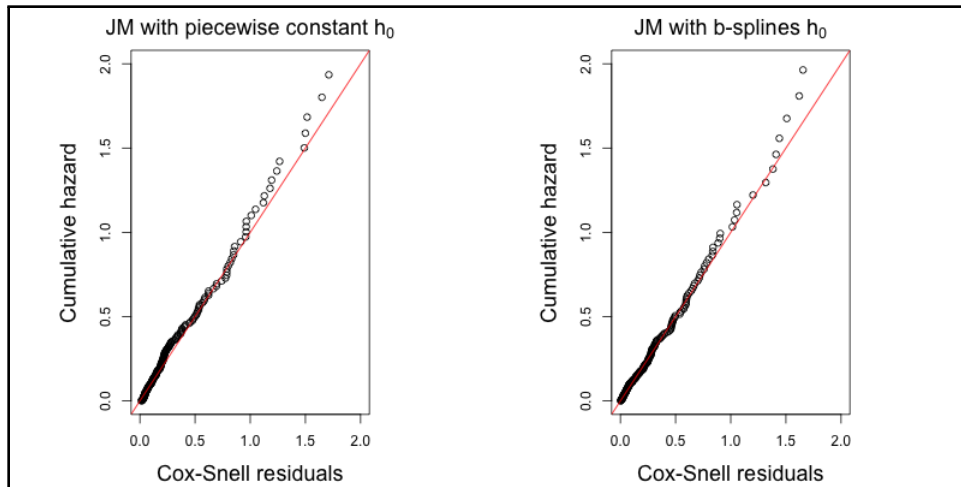 JM with piecewise constant h₀
Cumulative hazard
2.0
1.5
1.0
0.5
0.0
0.0 0.5 1.0 1.5 2.0
Cox-Snell residuals
JM with b-splines h₀
Cumulative hazard
2.0
1.5
1.0
0.5
0.0
0.0 0.5 1.0 1.5 2.0
Cox-Snell residuals